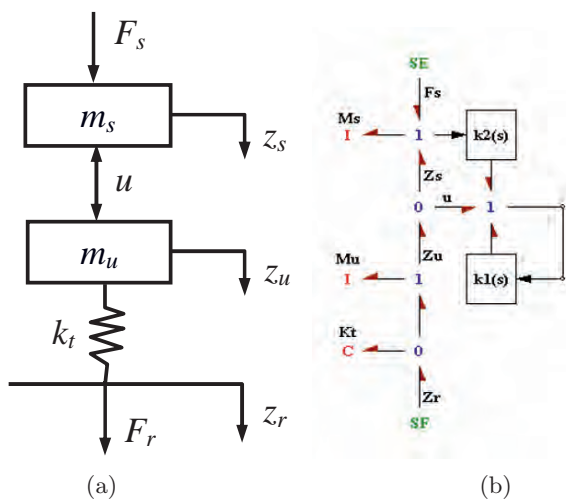 F_s
m_s
z_s
u
m_u
z_u
k_t
z_r
F_r
(a)
SE
Fs
Ms
I
1
k2(s)
Zs
0
u
1
Zu
Mu
I
1
k1(s)
Kt
C
0
Zr
SF
(b)